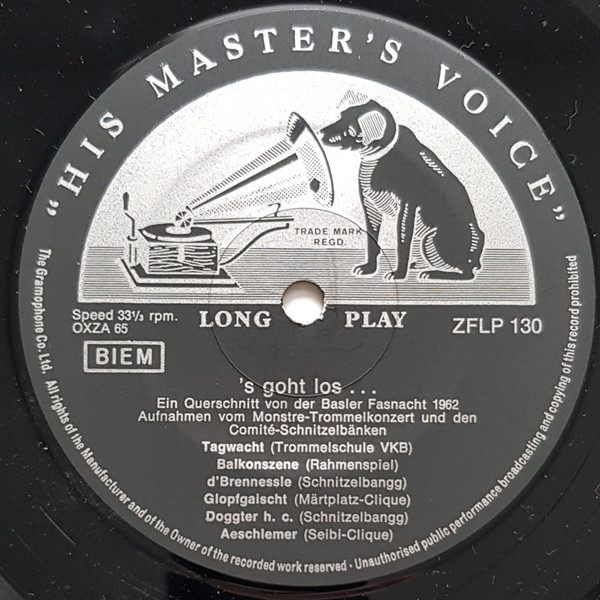 "HIS MASTER'S VOICE"
TRADE MARK
REGD.
Speed 33⅓ rpm.
OXZA 65
LONG PLAY
ZFLP 130
BIEM
's goht los . . .
Ein Querschnitt von der Basler Fasnacht 1962
Aufnahmen vom Monstre-Trommelkonzert und den
Comité-Schnitzelbänken
Tagwacht (Trommelschule VKB)
Balkonszene (Rahmenspiel)
d'Brennessle (Schnitzelbangg)
Glopfgaischt (Märtplatz-Clique)
Doggter h. c. (Schnitzelbangg)
Aeschlemer (Seibi-Clique)
The Gramophone Co. Ltd. All rights of the Manufacturer and of the Owner of the recorded work reserved · Unauthorised public performance broadcasting and copying of this record prohibited